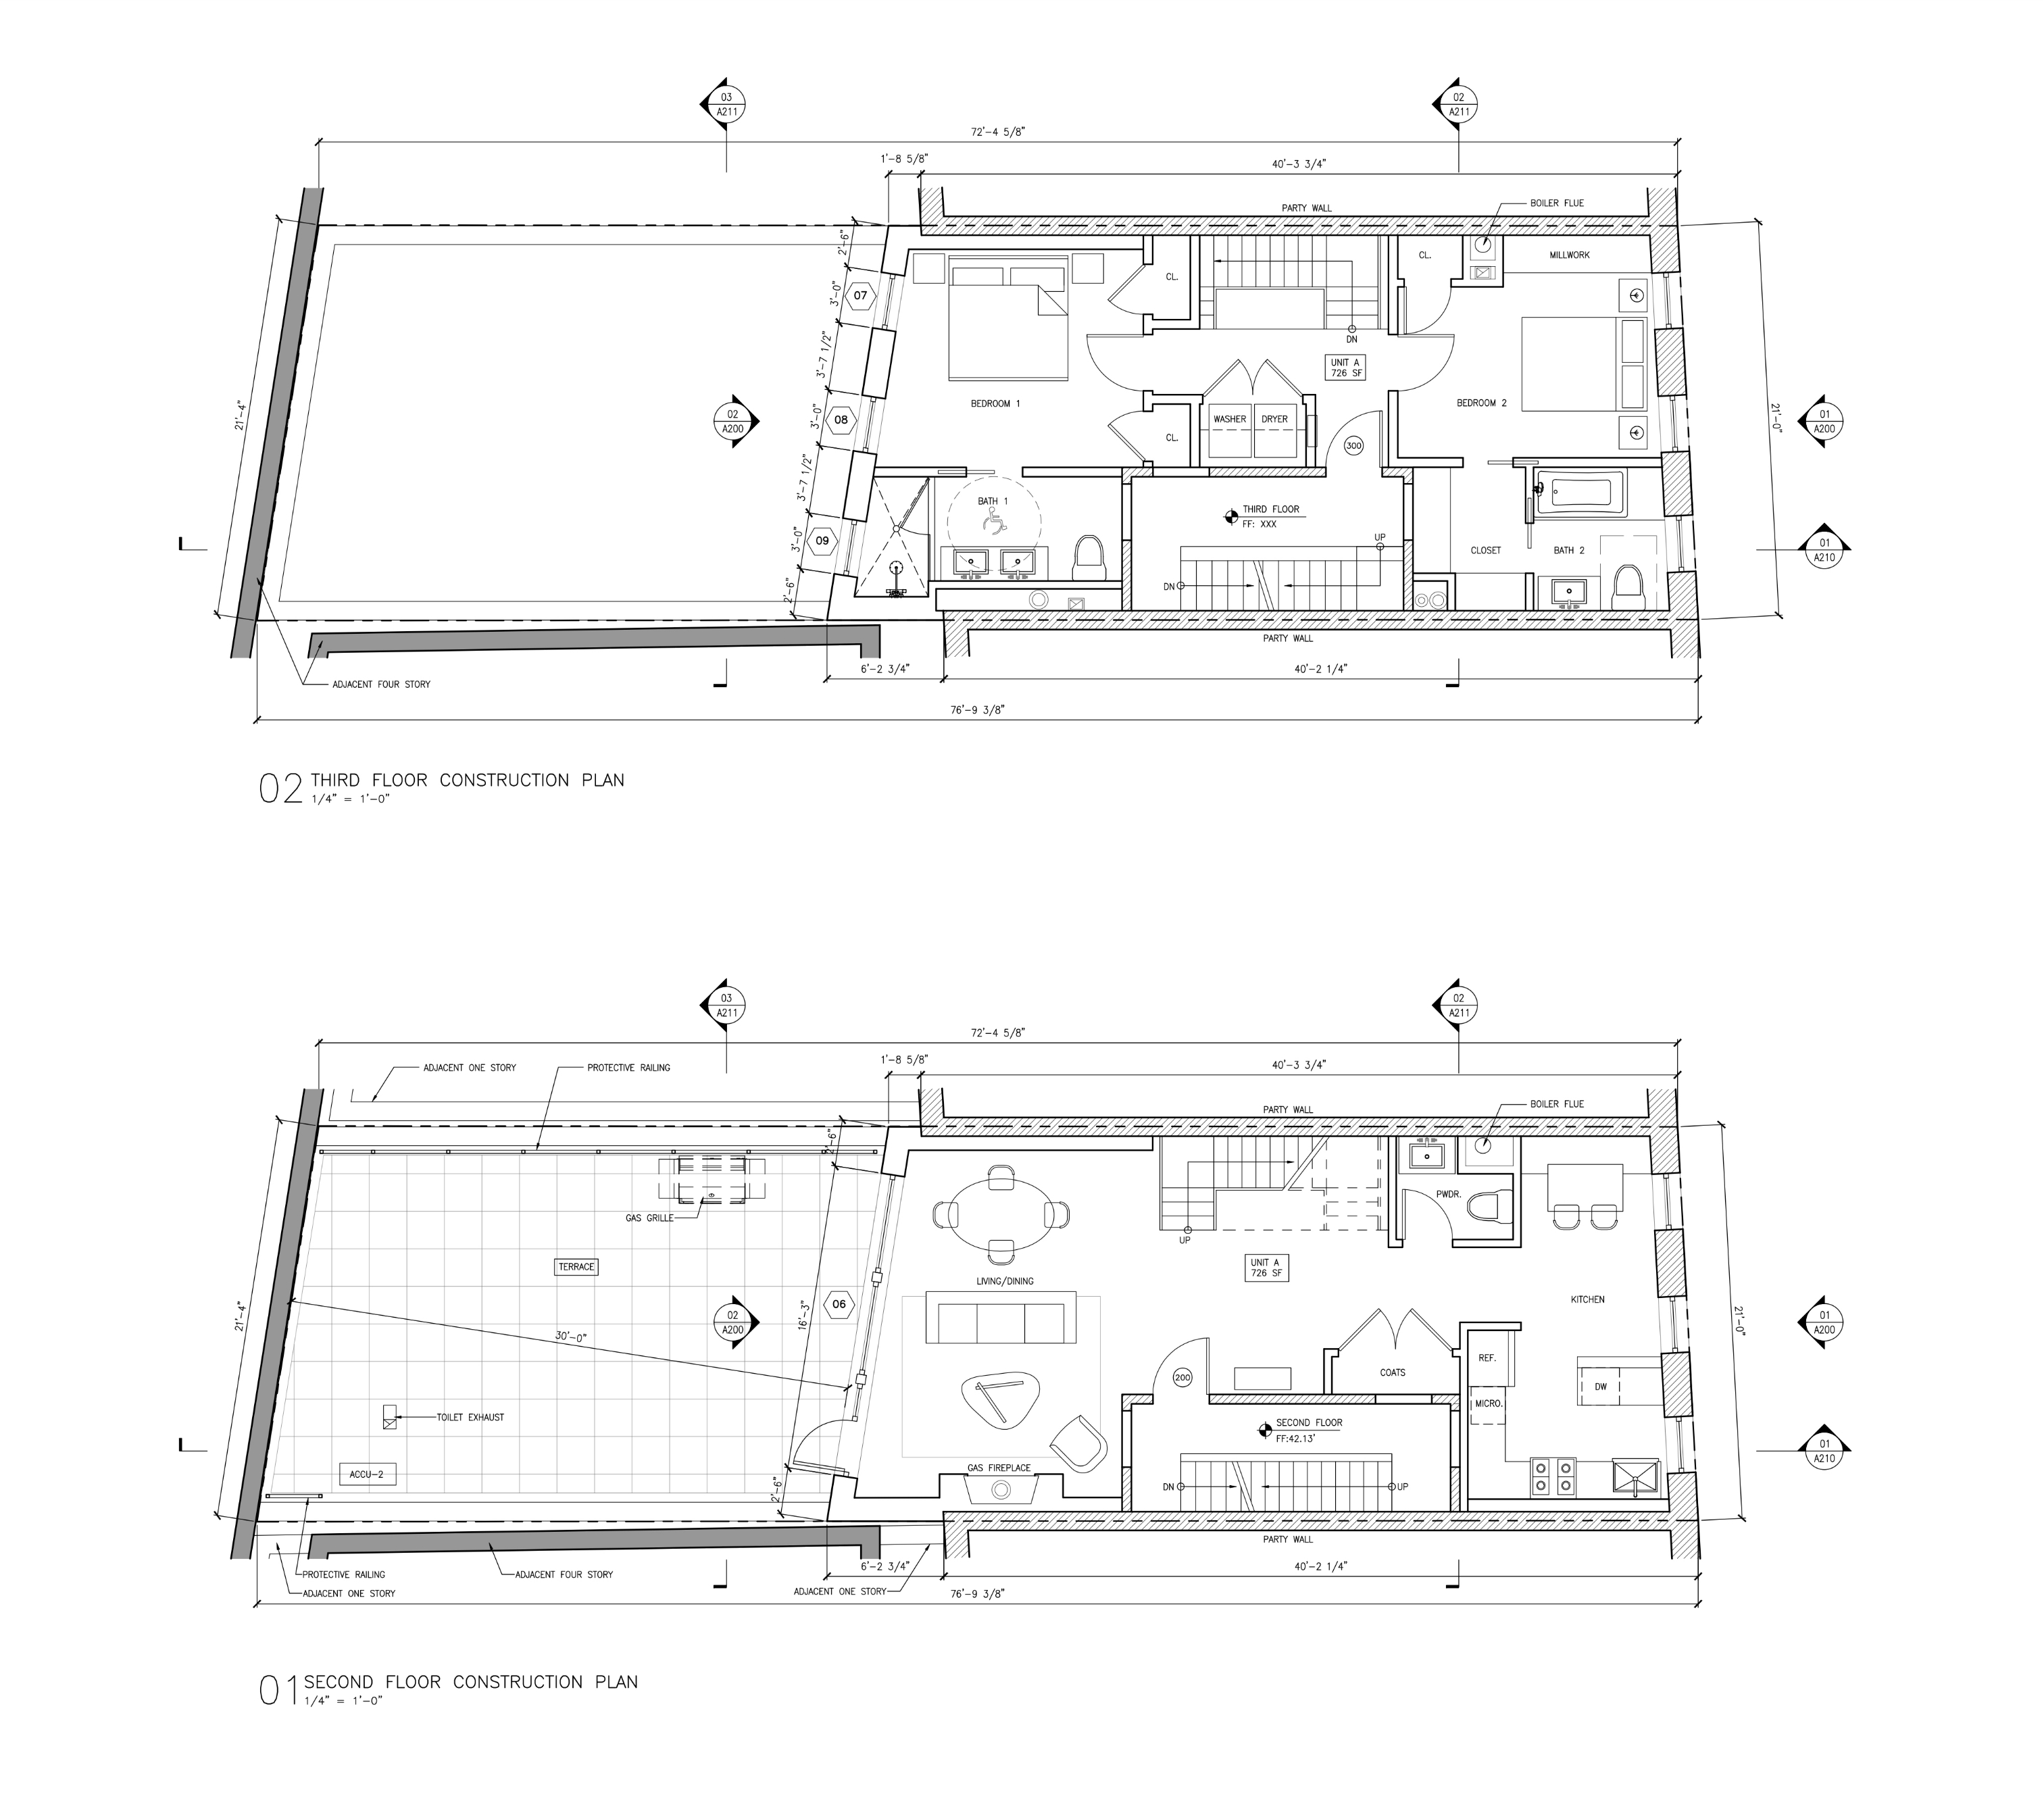 03
A211
02
A211
72'-4 5/8"
1'-8 5/8"
40'-3 3/4"
PARTY WALL
BOILER FLUE
2'-6"
CL.
CL.
MILLWORK
07
3'-0"
DN
UNIT A
726 SF
3'-7 1/2"
BEDROOM 1
BEDROOM 2
21'-4"
02
A200
3'-0"
08
WASHER
DRYER
21'-0"
01
A200
CL.
300
3'-7 1/2"
BATH 1
THIRD FLOOR
FF: XXX
3'-0"
09
UP
CLOSET
BATH 2
01
A210
DN
2'-6"
PARTY WALL
6'-2 3/4"
40'-2 1/4"
ADJACENT FOUR STORY
76'-9 3/8"
02 THIRD FLOOR CONSTRUCTION PLAN
1/4" = 1'-0"
03
A211
02
A211
72'-4 5/8"
ADJACENT ONE STORY
PROTECTIVE RAILING
1'-8 5/8"
40'-3 3/4"
PARTY WALL
BOILER FLUE
2'-6"
PWDR.
GAS GRILLE
UP
TERRACE
UNIT A
726 SF
LIVING/DINING
KITCHEN
21'-4"
02
A200
16'-3"
06
21'-0"
01
A200
30'-0"
REF.
COATS
200
DW
MICRO.
TOILET EXHAUST
SECOND FLOOR
FF:42.13'
01
A210
ACCU-2
GAS FIREPLACE
DN
UP
2'-6"
PARTY WALL
6'-2 3/4"
40'-2 1/4"
PROTECTIVE RAILING
ADJACENT FOUR STORY
ADJACENT ONE STORY
ADJACENT ONE STORY
76'-9 3/8"
01 SECOND FLOOR CONSTRUCTION PLAN
1/4" = 1'-0"